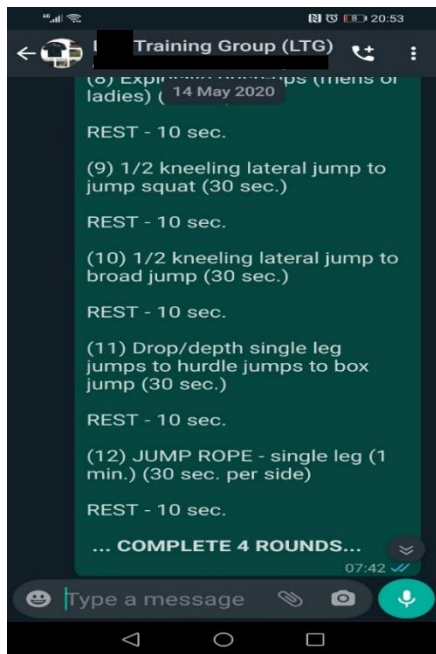 20:53
Training Group (LTG)
(8) (mens or
ladies) (
14 May 2020
REST - 10 sec.
(9) 1/2 kneeling lateral jump to
jump squat (30 sec.)
REST - 10 sec.
(10) 1/2 kneeling lateral jump to
broad jump (30 sec.)
REST - 10 sec.
(11) Drop/depth single leg
jumps to hurdle jumps to box
jump (30 sec.)
REST - 10 sec.
(12) JUMP ROPE - single leg (1
min.) (30 sec. per side)
REST - 10 sec.
... COMPLETE 4 ROUNDS...
07:42
Type a message